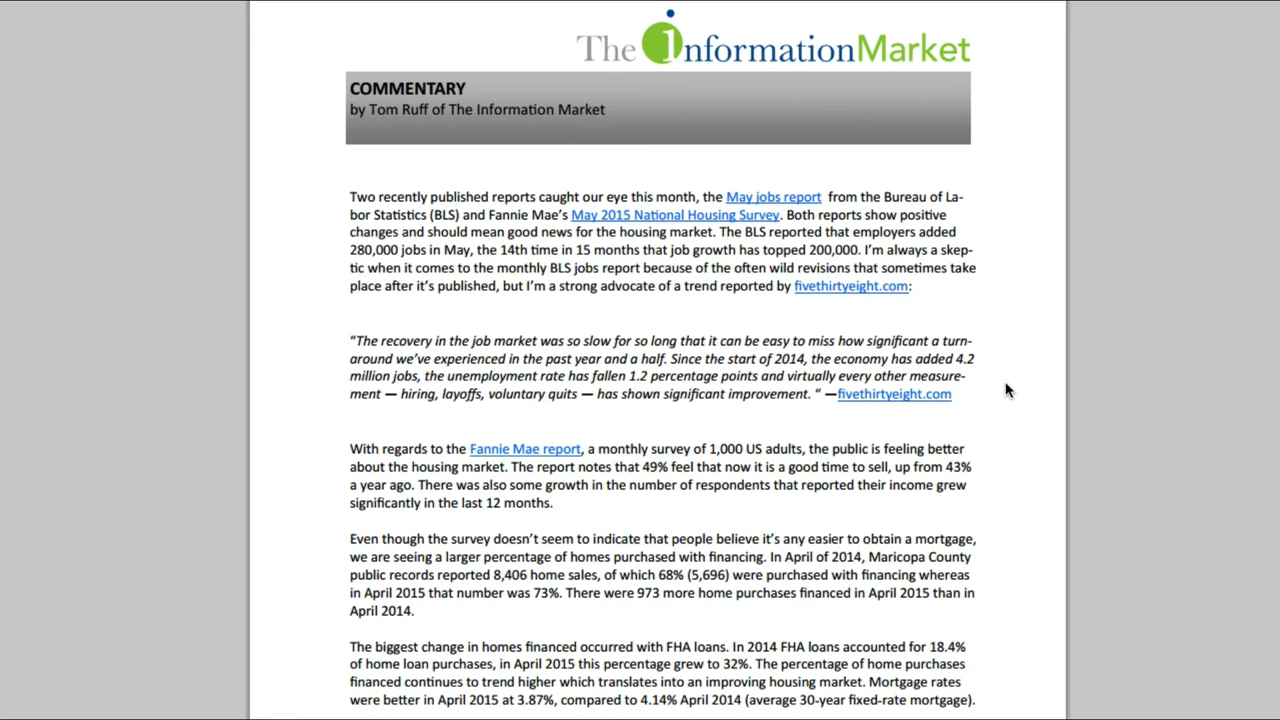 The informationMarket
COMMENTARY
by Tom Ruff of The Information Market
Two recently published reports caught our eye this month, the May jobs report from the Bureau of La-
bor Statistics (BLS) and Fannie Mae’s May 2015 National Housing Survey. Both reports show positive
changes and should mean good news for the housing market. The BLS reported that employers added
280,000 jobs in May, the 14th time in 15 months that job growth has topped 200,000. I’m always a skep-
tic when it comes to the monthly BLS jobs report because of the often wild revisions that sometimes take
place after it’s published, but I’m a strong advocate of a trend reported by fivethirtyeight.com:
“The recovery in the job market was so slow for so long that it can be easy to miss how significant a turn-
around we’ve experienced in the past year and a half. Since the start of 2014, the economy has added 4.2
million jobs, the unemployment rate has fallen 1.2 percentage points and virtually every other measure-
ment — hiring, layoffs, voluntary quits — has shown significant improvement. “ —fivethirtyeight.com
With regards to the Fannie Mae report, a monthly survey of 1,000 US adults, the public is feeling better
about the housing market. The report notes that 49% feel that now it is a good time to sell, up from 43%
a year ago. There was also some growth in the number of respondents that reported their income grew
significantly in the last 12 months.
Even though the survey doesn’t seem to indicate that people believe it’s any easier to obtain a mortgage,
we are seeing a larger percentage of homes purchased with financing. In April of 2014, Maricopa County
public records reported 8,406 home sales, of which 68% (5,696) were purchased with financing whereas
in April 2015 that number was 73%. There were 973 more home purchases financed in April 2015 than in
April 2014.
The biggest change in homes financed occurred with FHA loans. In 2014 FHA loans accounted for 18.4%
of home loan purchases, in April 2015 this percentage grew to 32%. The percentage of home purchases
financed continues to trend higher which translates into an improving housing market. Mortgage rates
were better in April 2015 at 3.87%, compared to 4.14% April 2014 (average 30-year fixed-rate mortgage).